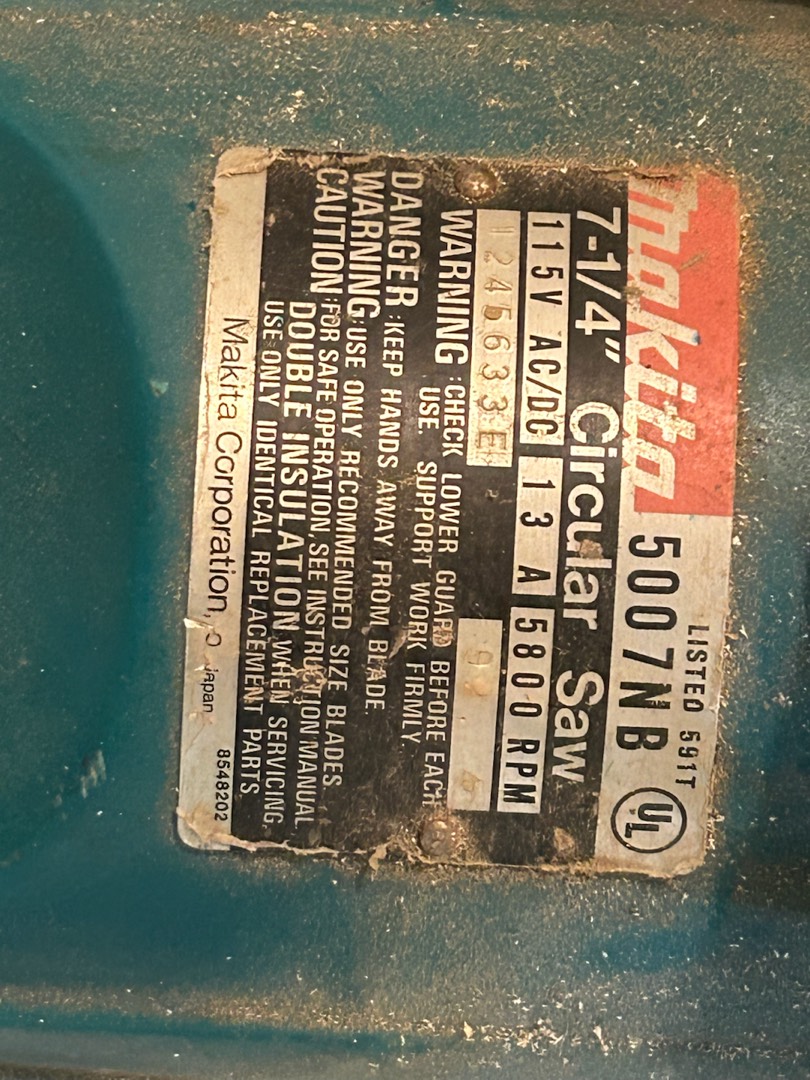 makita
LISTED 591T
5007NB
UL
7-1/4" Circular Saw
115V AC/DC 13 A 5800 RPM
245633E
WARNING :CHECK LOWER GUARD BEFORE EACH
USE. SUPPORT WORK FIRMLY.
DANGER :KEEP HANDS AWAY FROM BLADE.
WARNING:USE ONLY RECOMMENDED SIZE BLADES.
CAUTION:FOR SAFE OPERATION, SEE INSTRUCTION MANUAL
DOUBLE INSULATION WHEN SERVICING,
USE ONLY IDENTICAL REPLACEMENT PARTS.
Makita Corporation, Japan
8548202